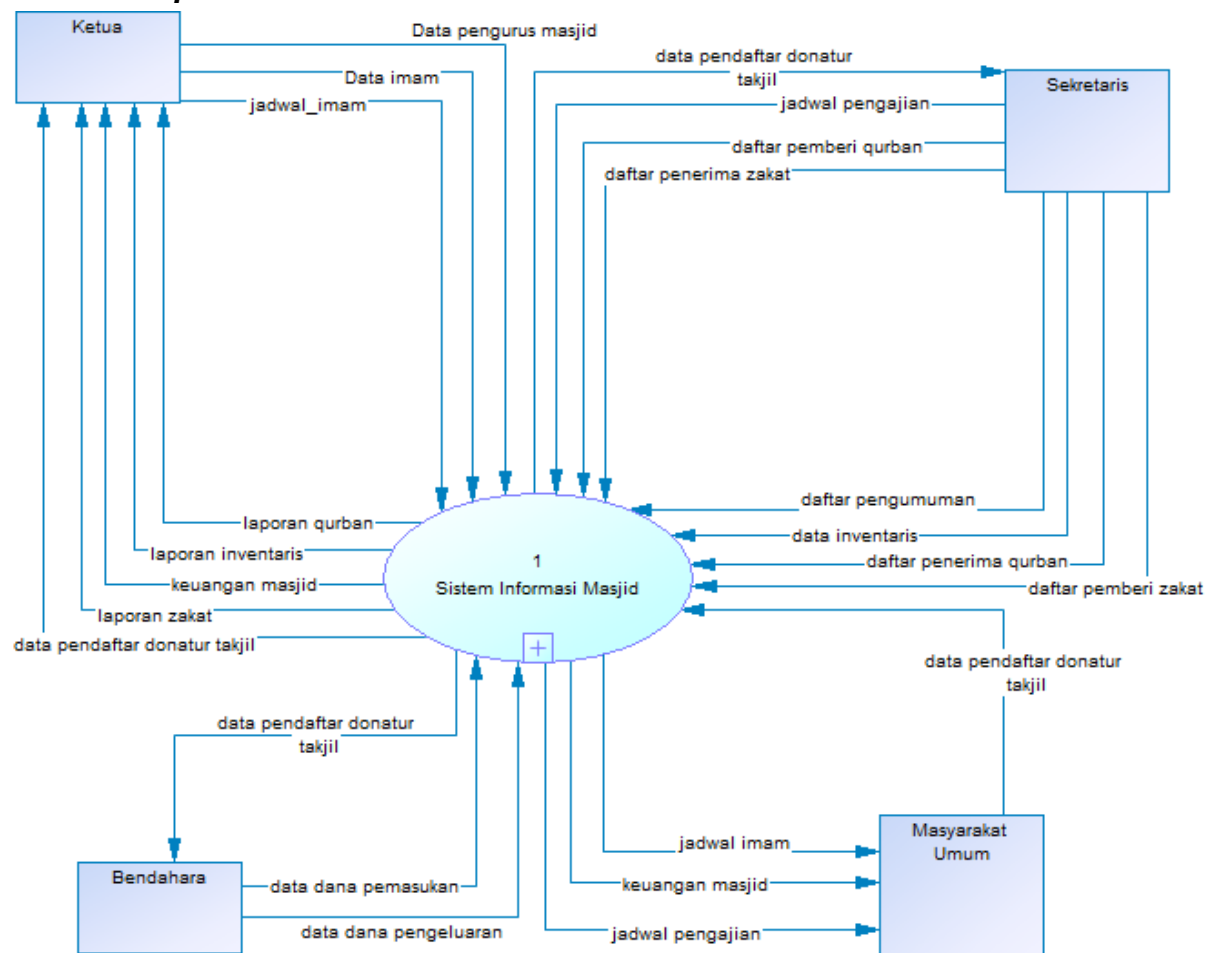 Ketua
Data pengurus masjid
Data imam
jadwal_imam
data pendaftar donatur
takjil
Sekretaris
jadwal pengajian
daftar pemberi qurban
daftar penerima zakat
laporan qurban
laporan inventaris
keuangan masjid
laporan zakat
data pendaftar donatur takjil
1
Sistem Informasi Masjid
daftar pengumuman
data inventaris
daftar penerima qurban
daftar pemberi zakat
data pendaftar donatur
takjil
data pendaftar donatur
takjil
Bendahara
data dana pemasukan
data dana pengeluaran
jadwal imam
keuangan masjid
jadwal pengajian
Masyarakat
Umum